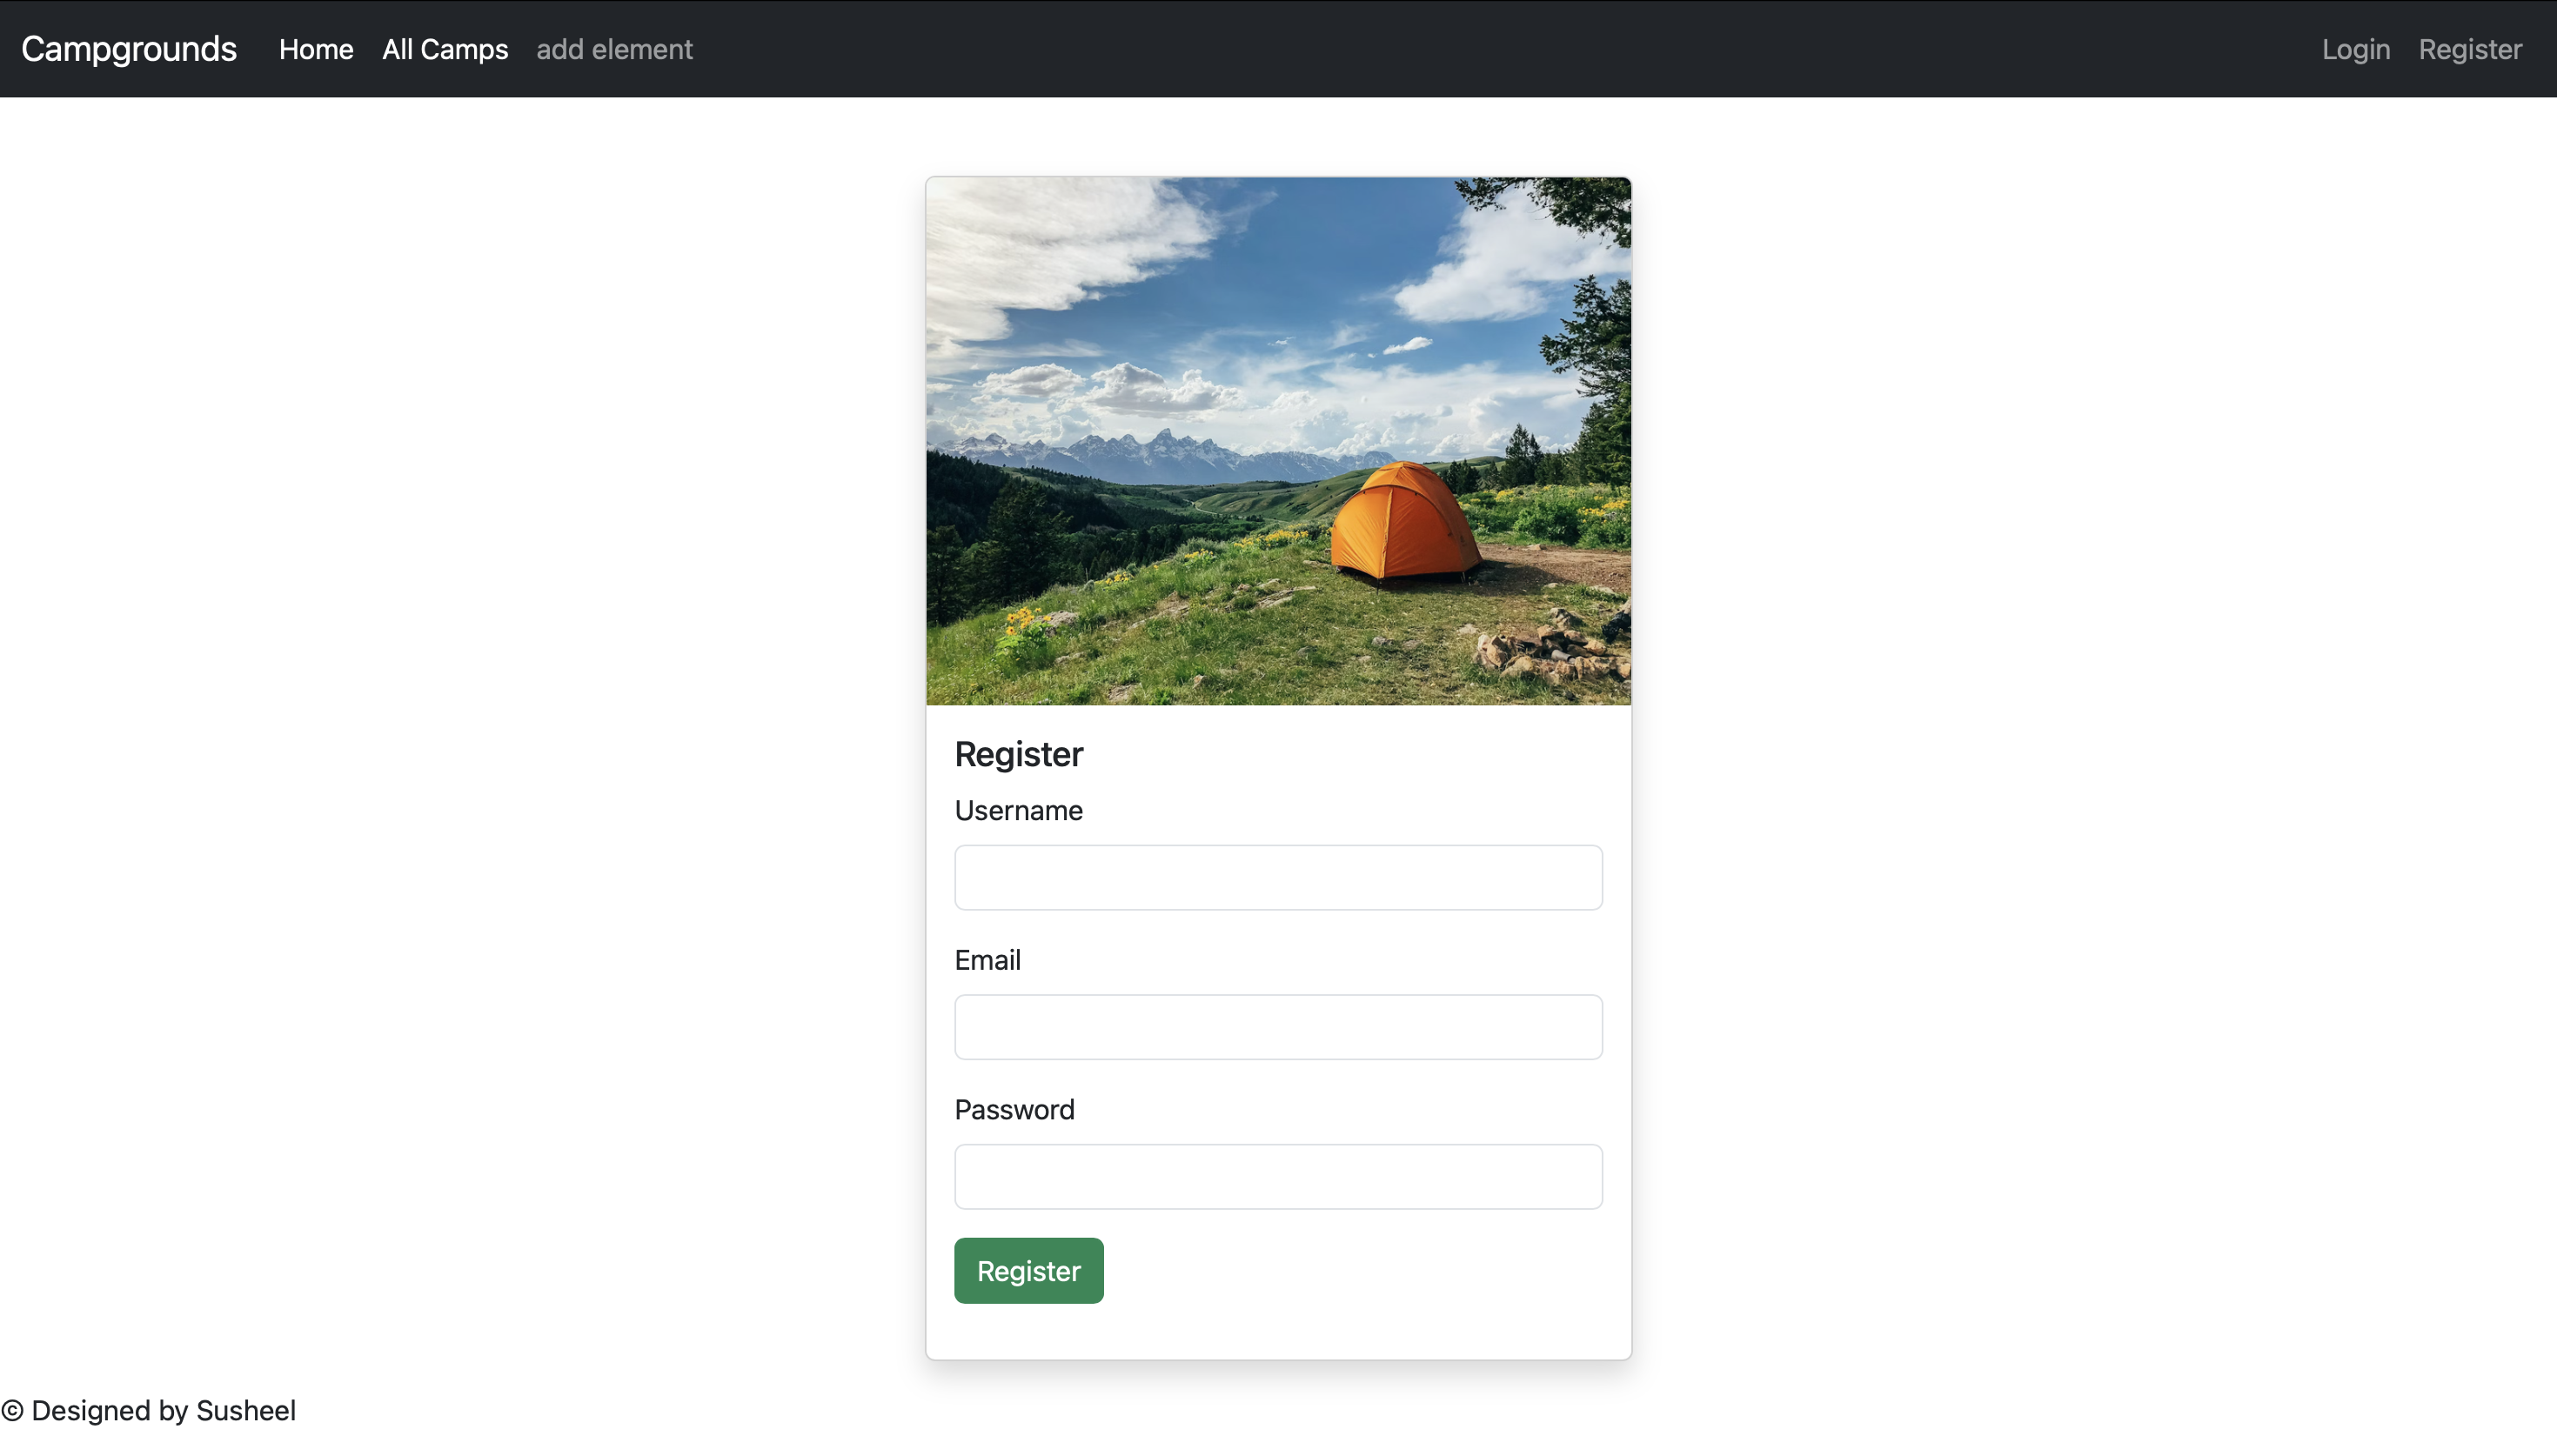 Campgrounds Home All Camps add element Login Register
Register
Username
Email
Password
Register
© Designed by Susheel